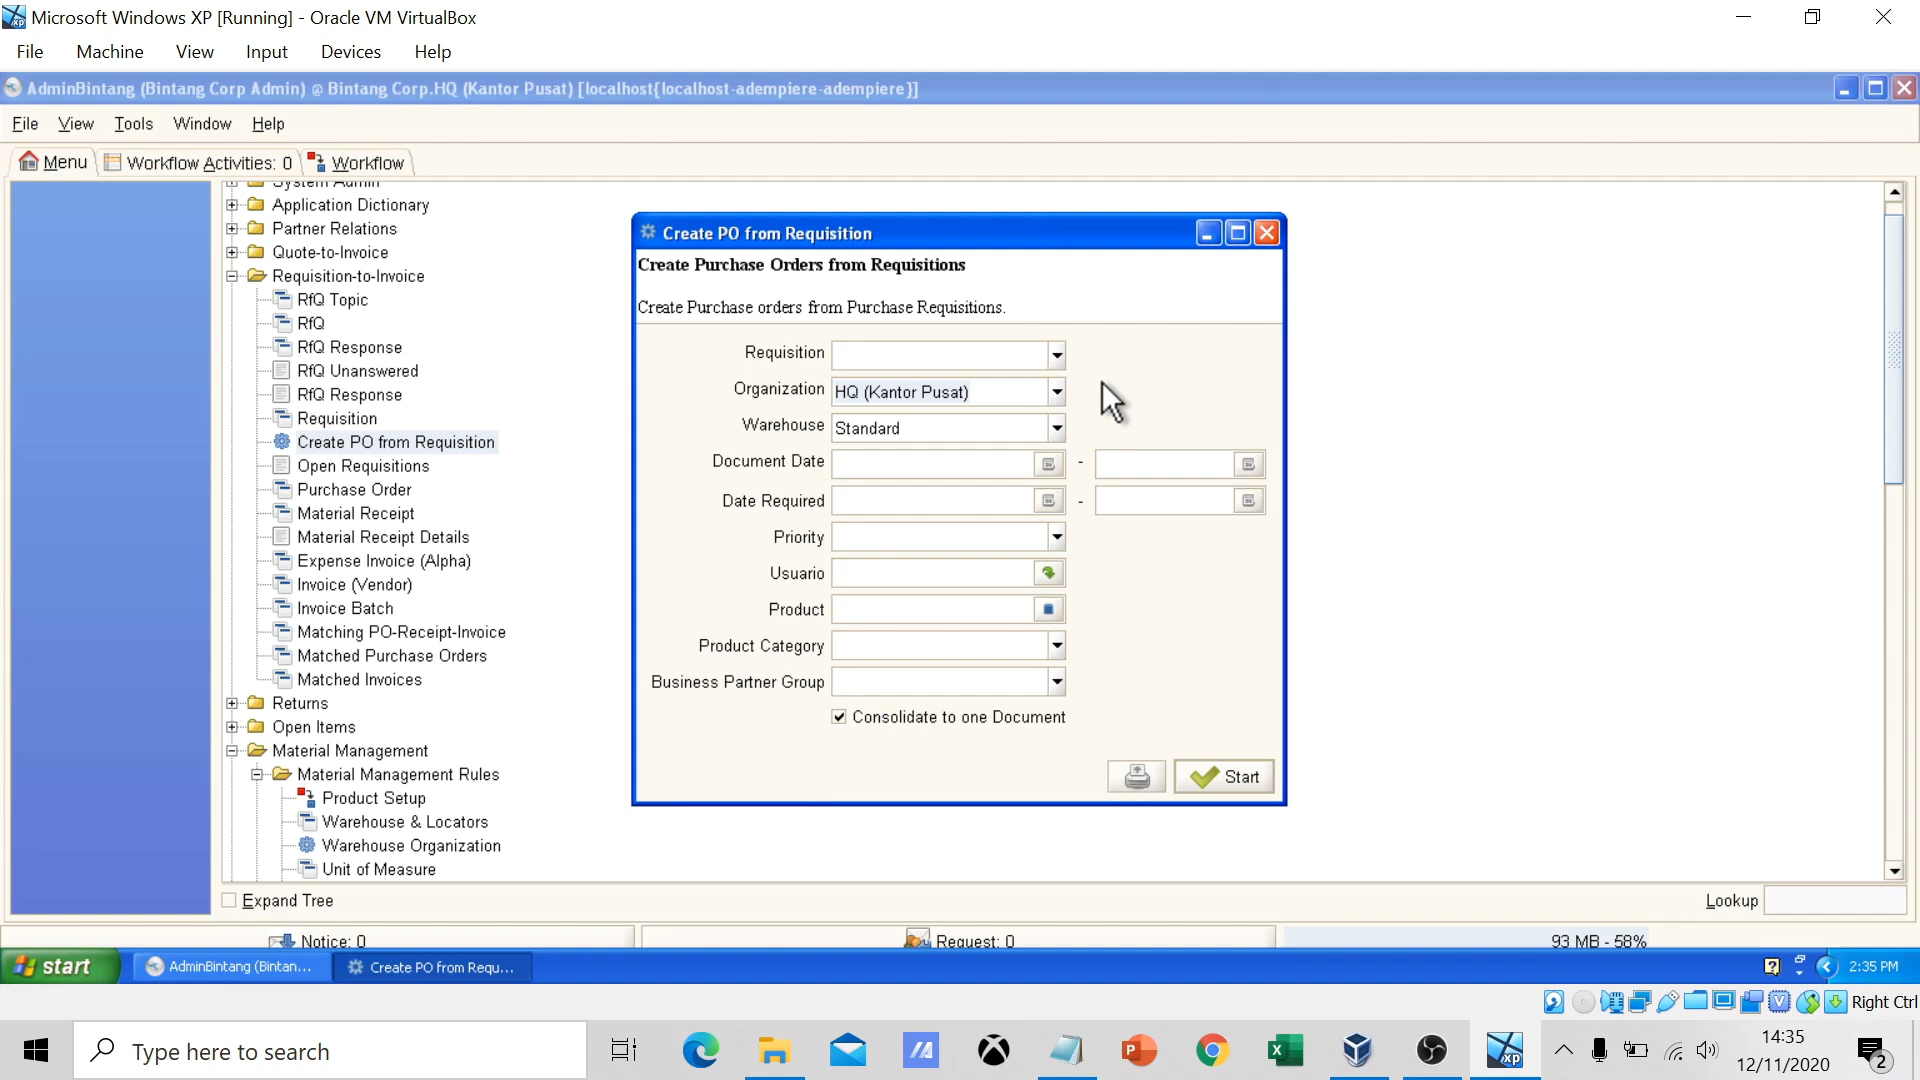 Microsoft Windows XP [Running] - Oracle VM VirtualBox
File Machine View Input Devices Help
AdminBintang (Bintang Corp Admin) @ Bintang Corp.HQ (Kantor Pusat) [localhost{localhost-adempiere-adempiere}]
File View Tools Window Help
Menu Workflow Activities: 0 Workflow
System Admin
Application Dictionary
Partner Relations
Quote-to-Invoice
Requisition-to-Invoice
RfQ Topic
RfQ
RfQ Response
RfQ Unanswered
RfQ Response
Requisition
Create PO from Requisition
Open Requisitions
Purchase Order
Material Receipt
Material Receipt Details
Expense Invoice (Alpha)
Invoice (Vendor)
Invoice Batch
Matching PO-Receipt-Invoice
Matched Purchase Orders
Matched Invoices
Returns
Open Items
Material Management
Material Management Rules
Product Setup
Warehouse & Locators
Warehouse Organization
Unit of Measure
Create PO from Requisition
Create Purchase Orders from Requisitions
Create Purchase orders from Purchase Requisitions.
Requisition
Organization HQ (Kantor Pusat)
Warehouse Standard
Document Date -
Date Required -
Priority
Usuario
Product
Product Category
Business Partner Group
Consolidate to one Document
Start
Expand Tree
Lookup
Notice: 0 Request: 0 93 MB - 58%
start AdminBintang (Bintan... Create PO from Requ... 2:35 PM
Right Ctrl
Type here to search
14:35
12/11/2020
2